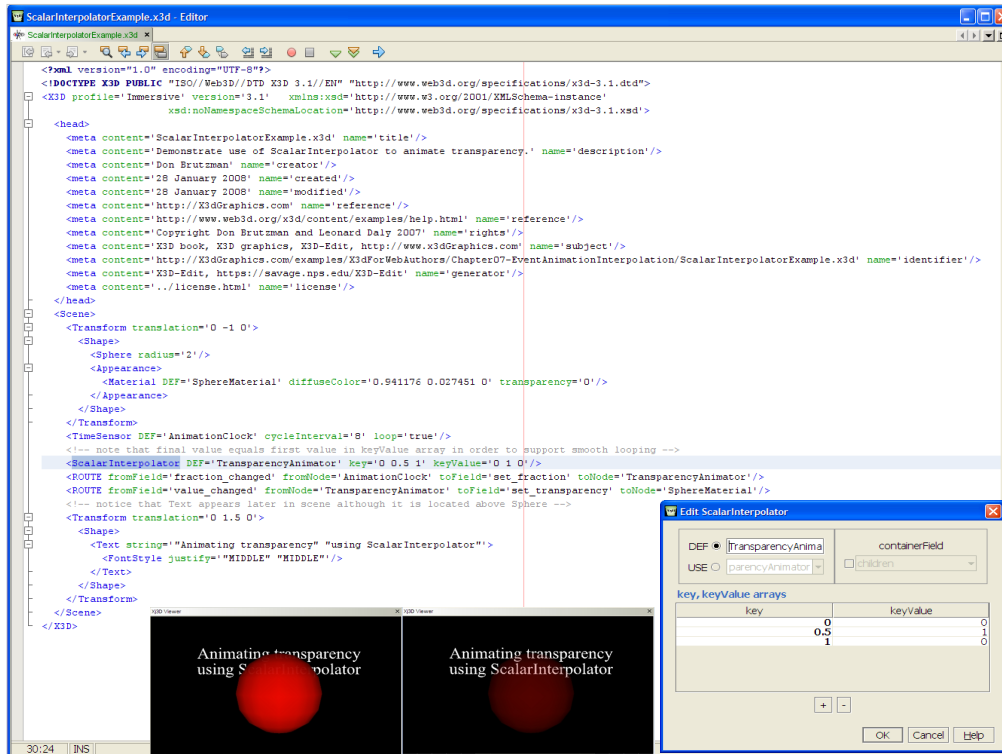 ScalarInterpolatorExample.x3d - Editor
ScalarInterpolatorExample.x3d
<?xml version="1.0" encoding="UTF-8"?>
<!DOCTYPE X3D PUBLIC "ISO//Web3D//DTD X3D 3.1//EN" "http://www.web3d.org/specifications/x3d-3.1.dtd">
<X3D profile='Immersive' version='3.1' xmlns:xsd='http://www.w3.org/2001/XMLSchema-instance'
xsd:noNamespaceSchemaLocation='http://www.web3d.org/specifications/x3d-3.1.xsd'>
<head>
<meta content='ScalarInterpolatorExample.x3d' name='title'/>
<meta content='Demonstrate use of ScalarInterpolator to animate transparency.' name='description'/>
<meta content='Don Brutzman' name='creator'/>
<meta content='28 January 2008' name='created'/>
<meta content='28 January 2008' name='modified'/>
<meta content='http://X3dGraphics.com' name='reference'/>
<meta content='http://www.web3d.org/x3d/content/examples/help.html' name='reference'/>
<meta content='Copyright Don Brutzman and Leonard Daly 2007' name='rights'/>
<meta content='X3D book, X3D graphics, X3D-Edit, http://www.x3dGraphics.com' name='subject'/>
<meta content='http://X3dGraphics.com/examples/X3dForWebAuthors/Chapter07-EventAnimationInterpolation/ScalarInterpolatorExample.x3d' name='identifier'/>
<meta content='X3D-Edit, https://savage.nps.edu/X3D-Edit' name='generator'/>
<meta content='../license.html' name='license'/>
</head>
<Scene>
<Transform translation='0 -1 0'>
<Shape>
<Sphere radius='2'/>
<Appearance>
<Material DEF='SphereMaterial' diffuseColor='0.941176 0.027451 0' transparency='0'/>
</Appearance>
</Shape>
</Transform>
<TimeSensor DEF='AnimationClock' cycleInterval='8' loop='true'/>
<!-- note that final value equals first value in keyValue array in order to support smooth looping -->
<ScalarInterpolator DEF='TransparencyAnimator' key='0 0.5 1' keyValue='0 1 0'/>
<ROUTE fromField='fraction_changed' fromNode='AnimationClock' toField='set_fraction' toNode='TransparencyAnimator'/>
<ROUTE fromField='value_changed' fromNode='TransparencyAnimator' toField='set_transparency' toNode='SphereMaterial'/>
<!-- notice that Text appears later in scene although it is located above Sphere -->
<Transform translation='0 1.5 0'>
<Shape>
<Text string='"Animating transparency" "using ScalarInterpolator"'>
<FontStyle justify='"MIDDLE" "MIDDLE"'/>
</Text>
</Shape>
</Transform>
</Scene>
</X3D>
Xj3D Viewer
Animating transparency
using ScalarInterpolator
Xj3D Viewer
Animating transparency
using ScalarInterpolator
Edit ScalarInterpolator
DEF TransparencyAnima
containerField
USE parencyAnimator
children
key, keyValue arrays
key keyValue
0 0
0.5 1
1 0
+ -
OK Cancel Help
30:24 INS